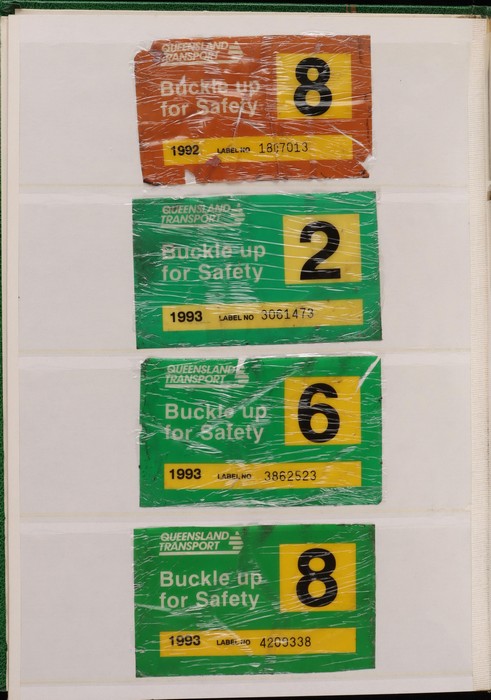 QUEENSLAND
TRANSPORT
Buckle up
for Safety
8
1992 LABEL NO 1867013
QUEENSLAND
TRANSPORT
Buckle up
for Safety
2
1993 LABEL NO 3061473
QUEENSLAND
TRANSPORT
Buckle up
for Safety
6
1993 LABEL NO 3862523
QUEENSLAND
TRANSPORT
Buckle up
for Safety
8
1993 LABEL NO 4209338